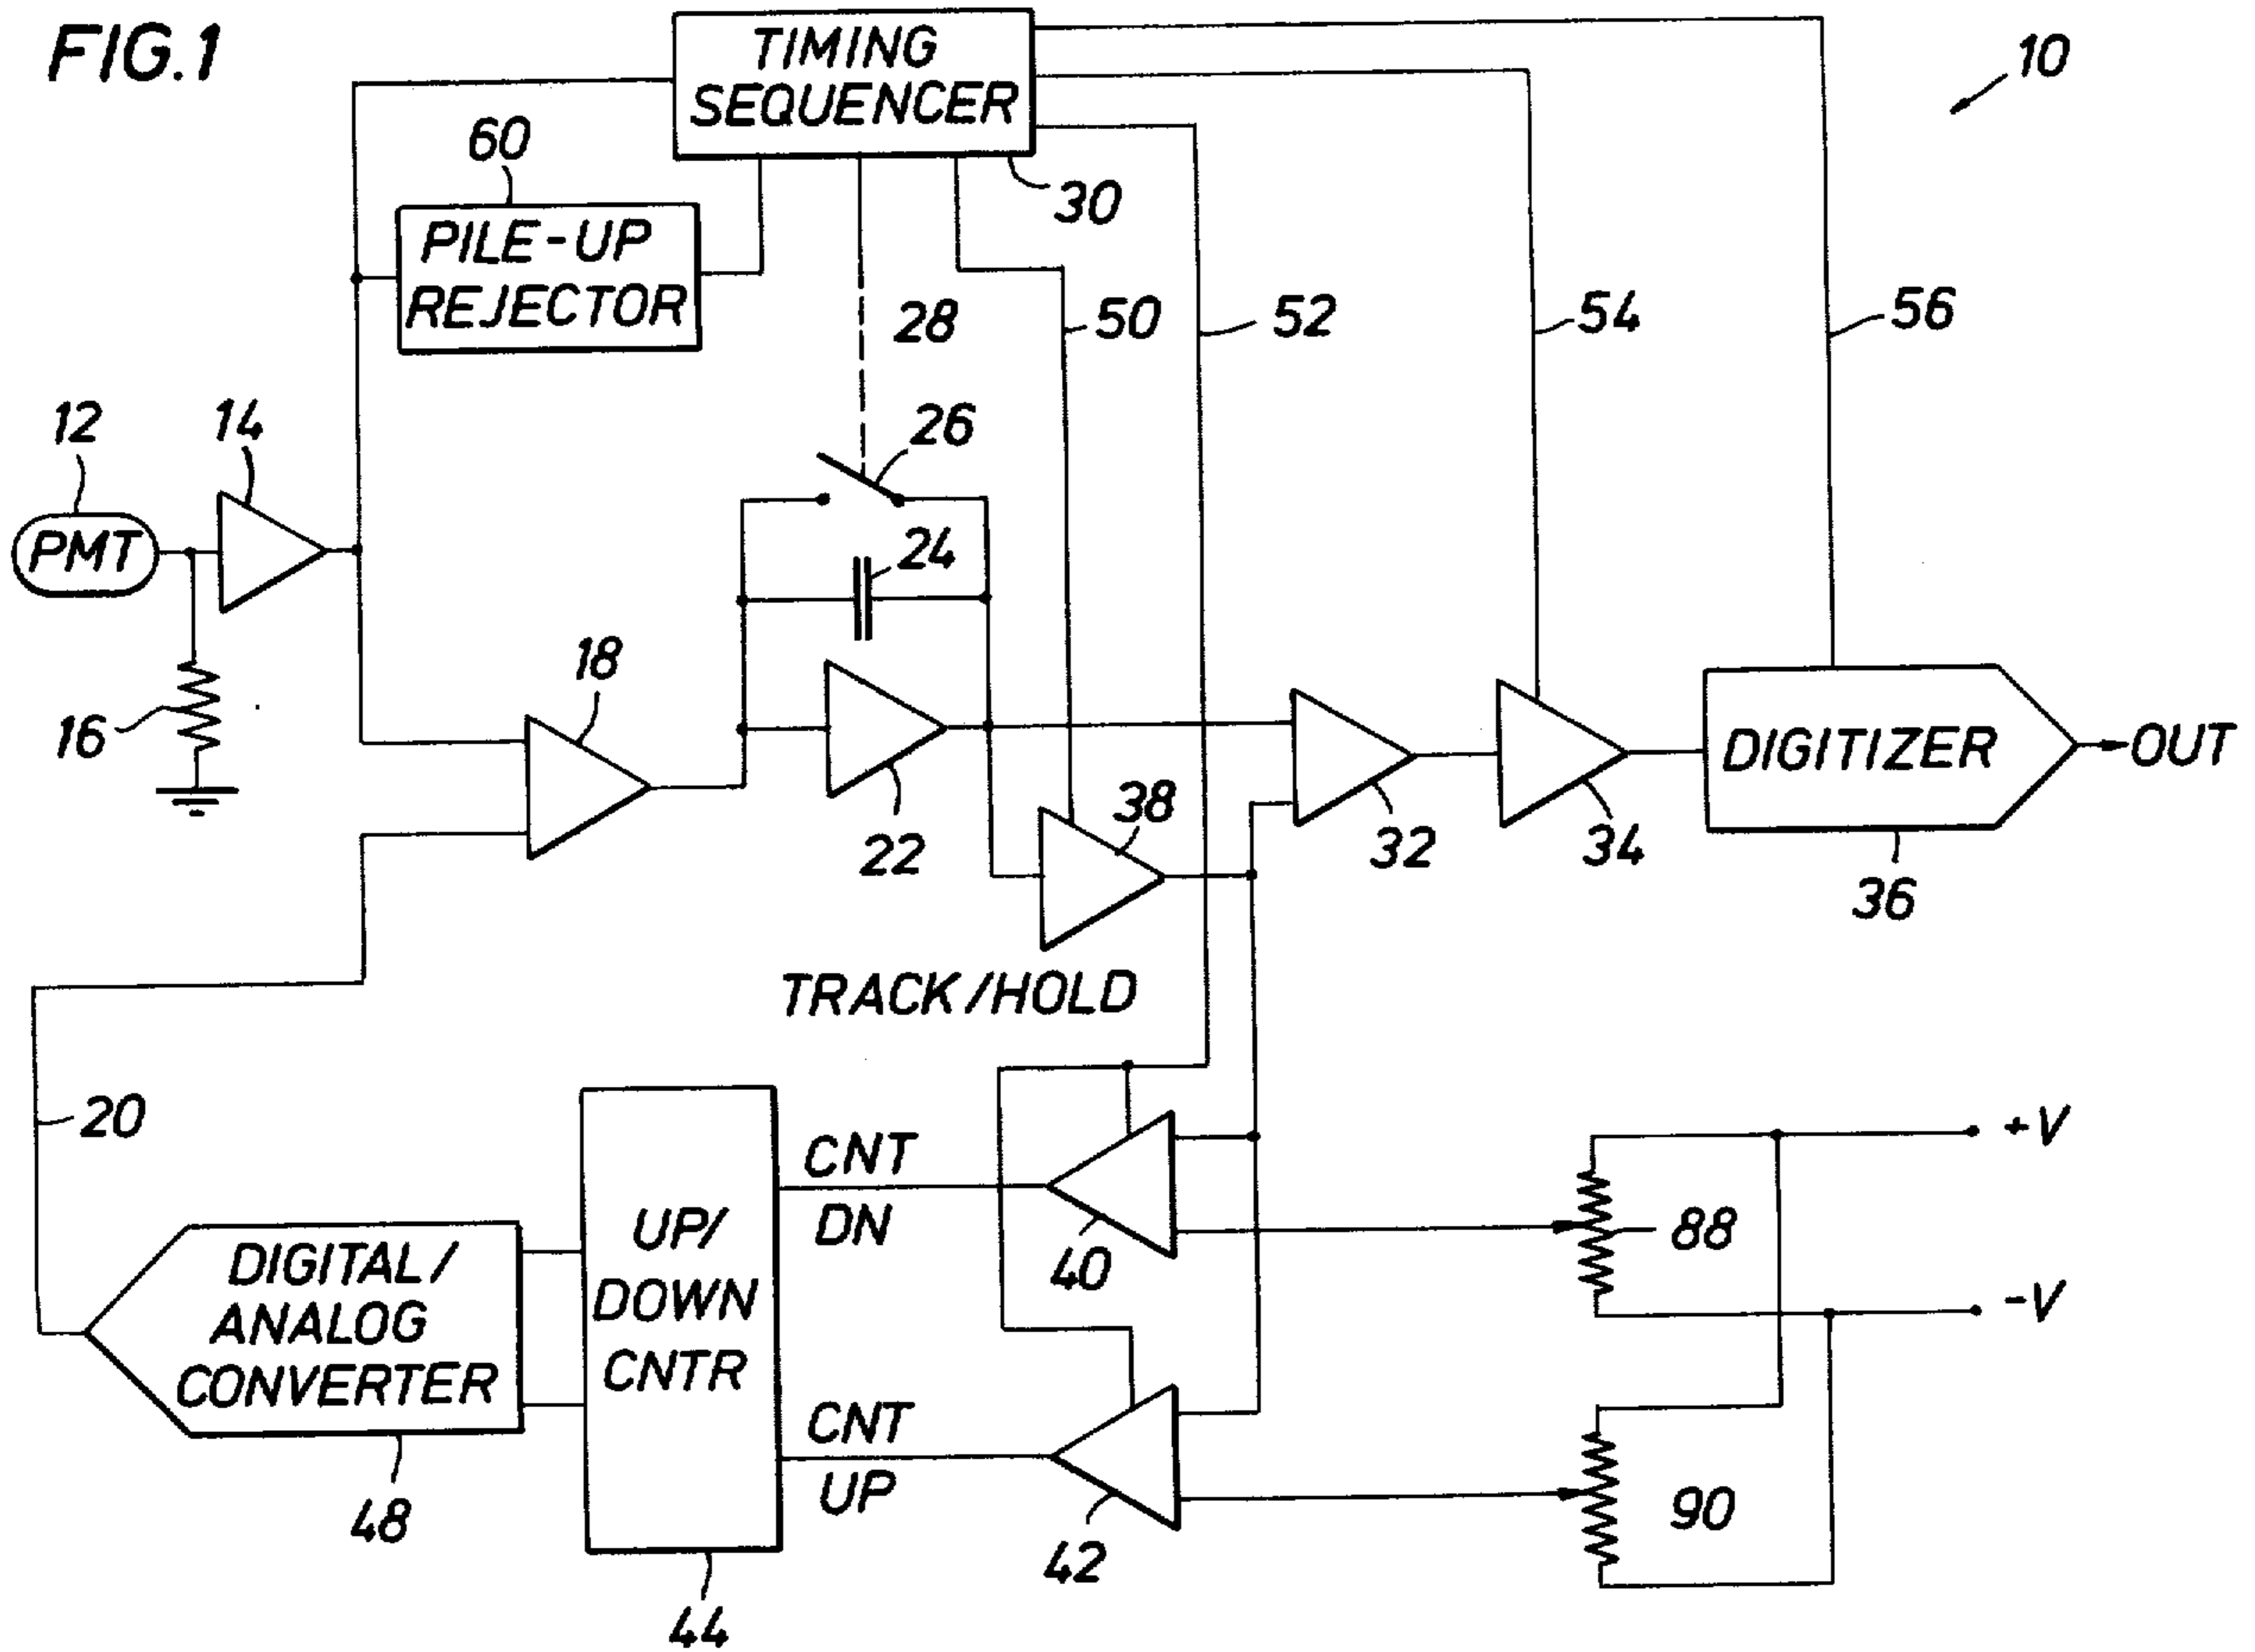 FIG.1
TIMING
SEQUENCER
10
60
30
PILE-UP
REJECTOR
28
50
52
54
56
12
14
26
PMT
24
18
16
22
38
32
34
DIGITIZER
OUT
36
TRACK/HOLD
20
CNT
DN
40
+V
88
-V
UP/
DOWN
CNTR
DIGITAL/
ANALOG
CONVERTER
CNT
UP
42
90
48
44